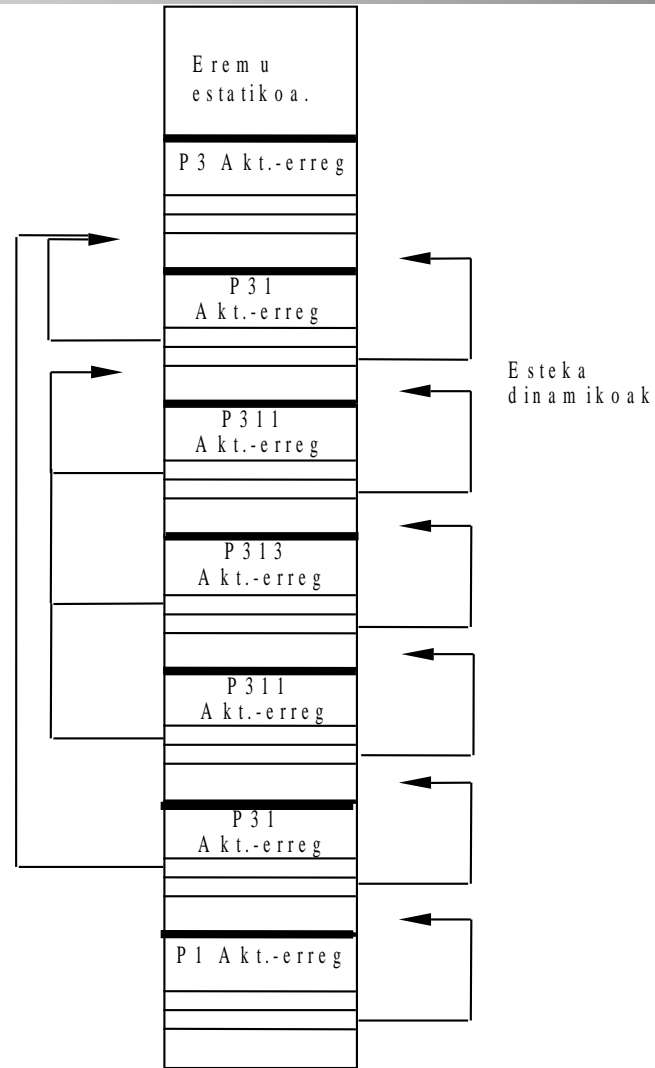 Eremu
estatikoa.
P3 Akt.-erreg
P31
Akt.-erreg
Esteka
dinamikoak
P311
Akt.-erreg
P313
Akt.-erreg
P311
Akt.-erreg
P31
Akt.-erreg
P1 Akt.-erreg